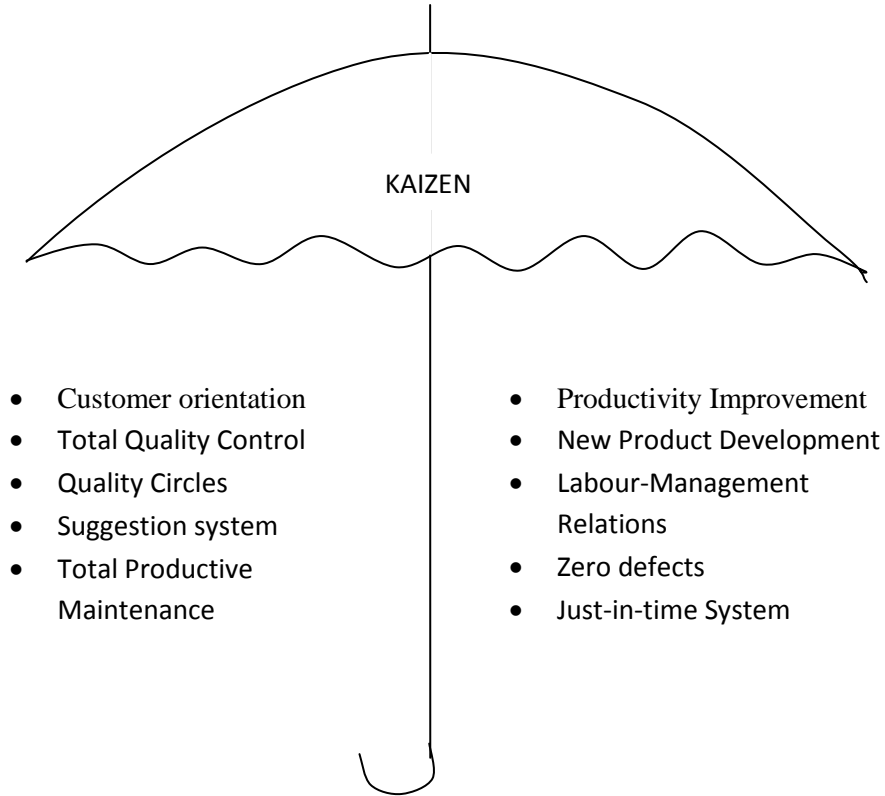 KAIZEN
• Customer orientation
• Total Quality Control
• Quality Circles
• Suggestion system
• Total Productive
Maintenance
• Productivity Improvement
• New Product Development
• Labour-Management
Relations
• Zero defects
• Just-in-time System